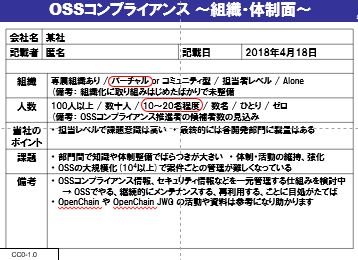 OSSコンプライアンス ～組織・体制面～
会社名 某社
記載者 匿名 記載日 2018年4月18日
組織 専属組織あり / バーチャル or コミュニティ型 / 担当者レベル / Alone
(備考: 組織化に取り組みはじめたばかりで未整備)
人数 100人以上 / 数十人 / 10～20名程度 / 数名 / ひとり / ゼロ
(備考: OSSコンプライアンス推進者の候補者数の見込み)
当社のポイント ・ 担当レベルで課題意識は高い ・ 最終的には各開発部門に裁量はある
課題 ・ 部門間で知識や体制整備でばらつきが大きい ・ 体制・活動の維持、強化
・ OSSの大規模化(10⁴以上)で案件ごとの管理が難しくなっている
備考 ・ OSSコンプライアンス情報、セキュリティ情報などを一元管理する仕組みを検討中
→ OSSでやる、継続的にメンテナンスする、再利用する、ことに目処がたてば
・ OpenChain や OpenChain JWG の活動や資料は参考になり助かります
CC0-1.0